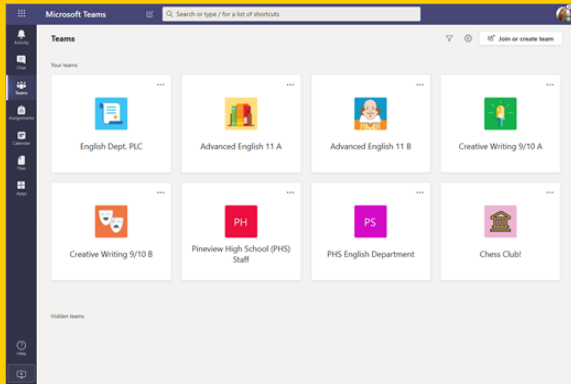 Microsoft Teams
Search or type / for a list of shortcuts
Activity
Chat
Teams
Assignments
Calendar
Files
Apps
Help
Teams
Join or create team
Your teams
English Dept. PLC
Advanced English 11 A
Advanced English 11 B
Creative Writing 9/10 A
Creative Writing 9/10 B
PH
Pineview High School (PHS)
Staff
PS
PHS English Department
Chess Club!
Hidden teams